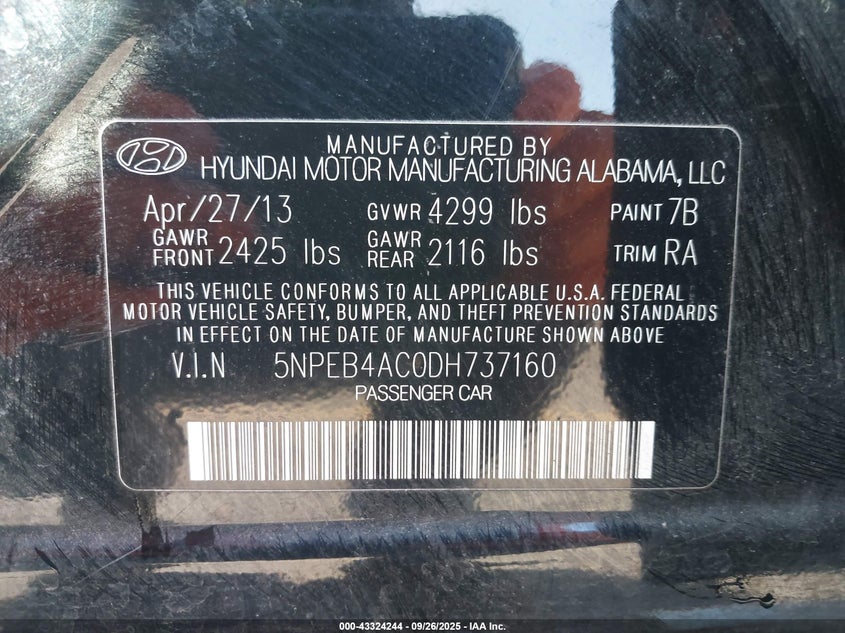 MANUFACTURED BY
HYUNDAI MOTOR MANUFACTURING ALABAMA, LLC
Apr/27/13 GVWR 4299 lbs PAINT 7B
GAWR FRONT 2425 lbs GAWR REAR 2116 lbs TRIM RA
THIS VEHICLE CONFORMS TO ALL APPLICABLE U.S.A. FEDERAL
MOTOR VEHICLE SAFETY, BUMPER, AND THEFT PREVENTION STANDARDS
IN EFFECT ON THE DATE OF MANUFACTURE SHOWN ABOVE
V.I.N 5NPEB4AC0DH737160
PASSENGER CAR
000-43324244 - 09/26/2025 - IAA Inc.